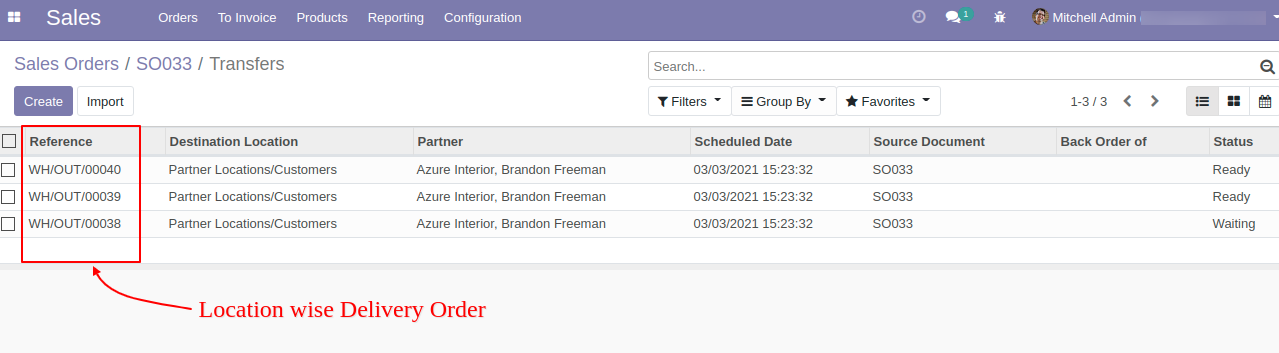 Sales Orders To Invoice Products Reporting Configuration 1 Mitchell Admin
Sales Orders / SO033 / Transfers
Search...
Create Import Filters Group By Favorites 1-3 / 3
Reference Destination Location Partner Scheduled Date Source Document Back Order of Status
WH/OUT/00040 Partner Locations/Customers Azure Interior, Brandon Freeman 03/03/2021 15:23:32 SO033 Ready
WH/OUT/00039 Partner Locations/Customers Azure Interior, Brandon Freeman 03/03/2021 15:23:32 SO033 Ready
WH/OUT/00038 Partner Locations/Customers Azure Interior, Brandon Freeman 03/03/2021 15:23:32 SO033 Waiting
Location wise Delivery Order